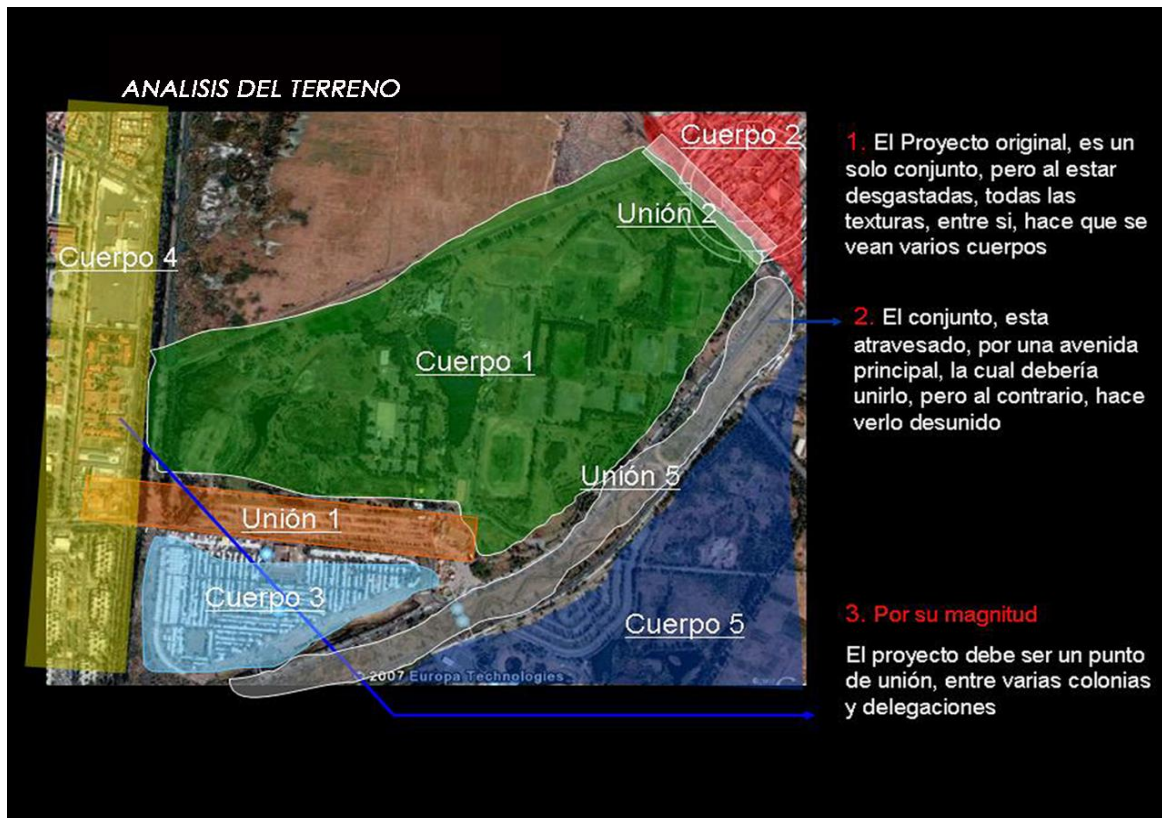 ANALISIS DEL TERRENO
Cuerpo 2
Unión 2
Cuerpo 4
Cuerpo 1
Unión 5
Unión 1
Cuerpo 3
Cuerpo 5
2007 Europa Technologies
1. El Proyecto original, es un
solo conjunto, pero al estar
desgastadas, todas las
texturas, entre si, hace que se
vean varios cuerpos
2. El conjunto, esta
atravesado, por una avenida
principal, la cual debería
unirlo, pero al contrario, hace
verlo desunido
3. Por su magnitud
El proyecto debe ser un punto
de unión, entre varias colonias
y delegaciones